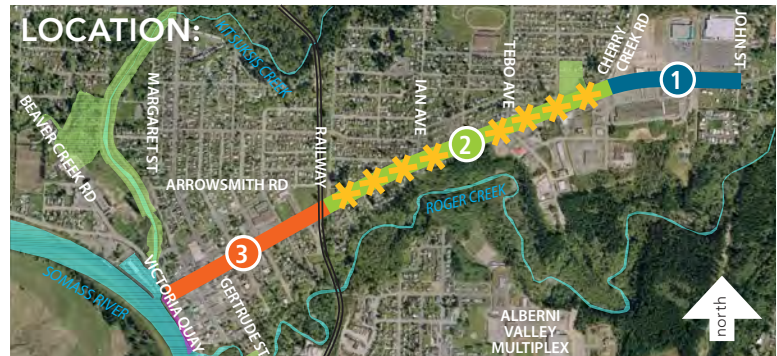 LOCATION:
KITSUKSIS CREEK
BEAVER CREEK RD
MARGARET ST
ARROWSMITH RD
RAILWAY
IAN AVE
TEBO AVE
CHERRY
CREEK RD
JOHN ST
1
2
3
ROGER CREEK
SOMASS RIVER
VICTORIA QUAY
GERTRUDE ST
ALBERNI
VALLEY
MULTIPLEX
north